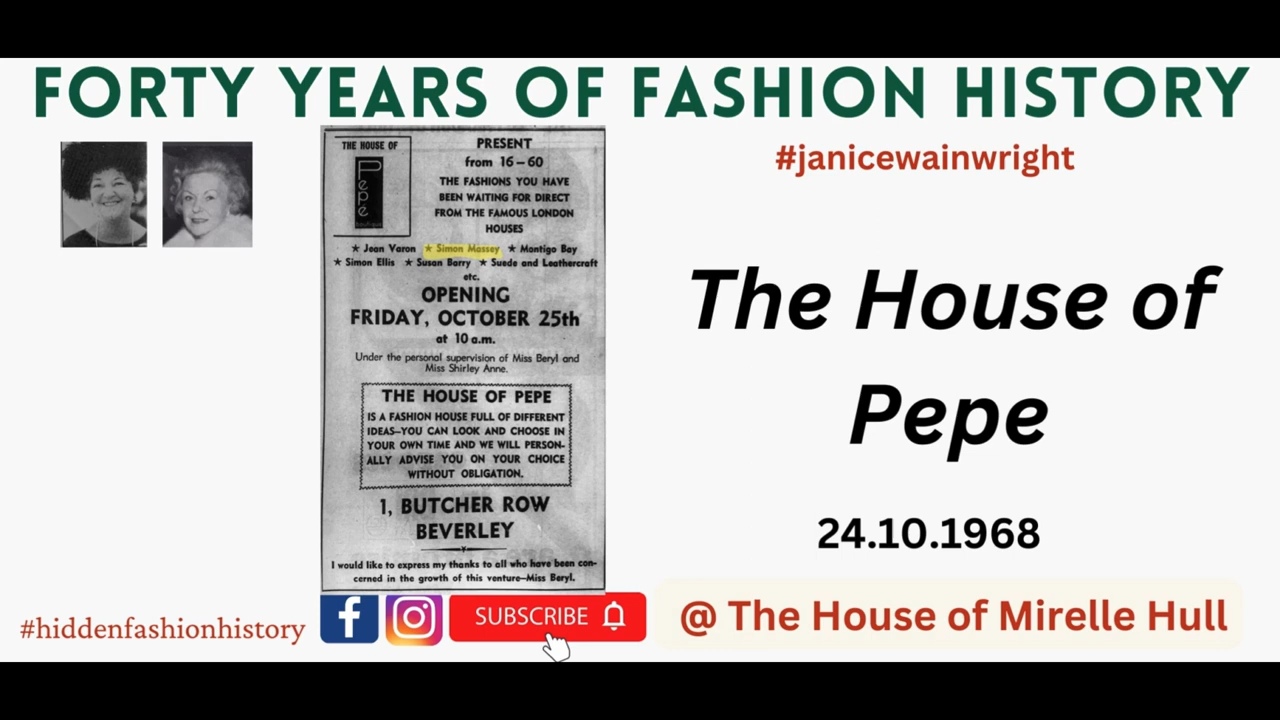 FORTY YEARS OF FASHION HISTORY
#janicewainwright
THE HOUSE OF
Pepé
PRESENT
from 16 – 60
THE FASHIONS YOU HAVE
BEEN WAITING FOR DIRECT
FROM THE FAMOUS LONDON
HOUSES
★ Jean Varon ★ Simon Massey ★ Montigo Bay
★ Simon Ellis ★ Susan Barry ★ Suede and Leathercraft
etc.
OPENING
FRIDAY, OCTOBER 25th
at 10 a.m.
Under the personal supervision of Miss Beryl and
Miss Shirley Anne.
THE HOUSE OF PEPE
IS A FASHION HOUSE FULL OF DIFFERENT
IDEAS—YOU CAN LOOK AND CHOOSE IN
YOUR OWN TIME AND WE WILL PERSON-
ALLY ADVISE YOU ON YOUR CHOICE
WITHOUT OBLIGATION.
1, BUTCHER ROW
BEVERLEY
I would like to express my thanks to all who have been con-
cerned in the growth of this venture—Miss Beryl.
The House of
Pepe
24.10.1968
#hiddenfashionhistory
SUBSCRIBE
@ The House of Mirelle Hull